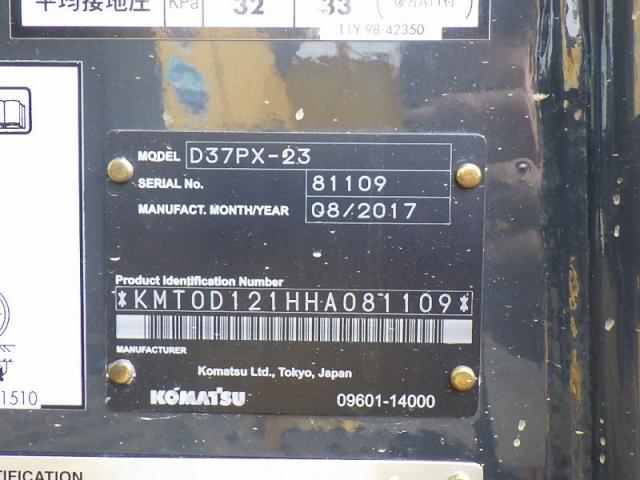 平均接地圧 KPa 32 33
11Y-98-42350
MODEL D37PX-23
SERIAL No. 81109
MANUFACT. MONTH/YEAR 08/2017
Product Identification Number
*KMT0D121HHA081109*
MANUFACTURER
Komatsu Ltd., Tokyo, Japan
KOMATSU 09601-14000
1510
TIFICATION